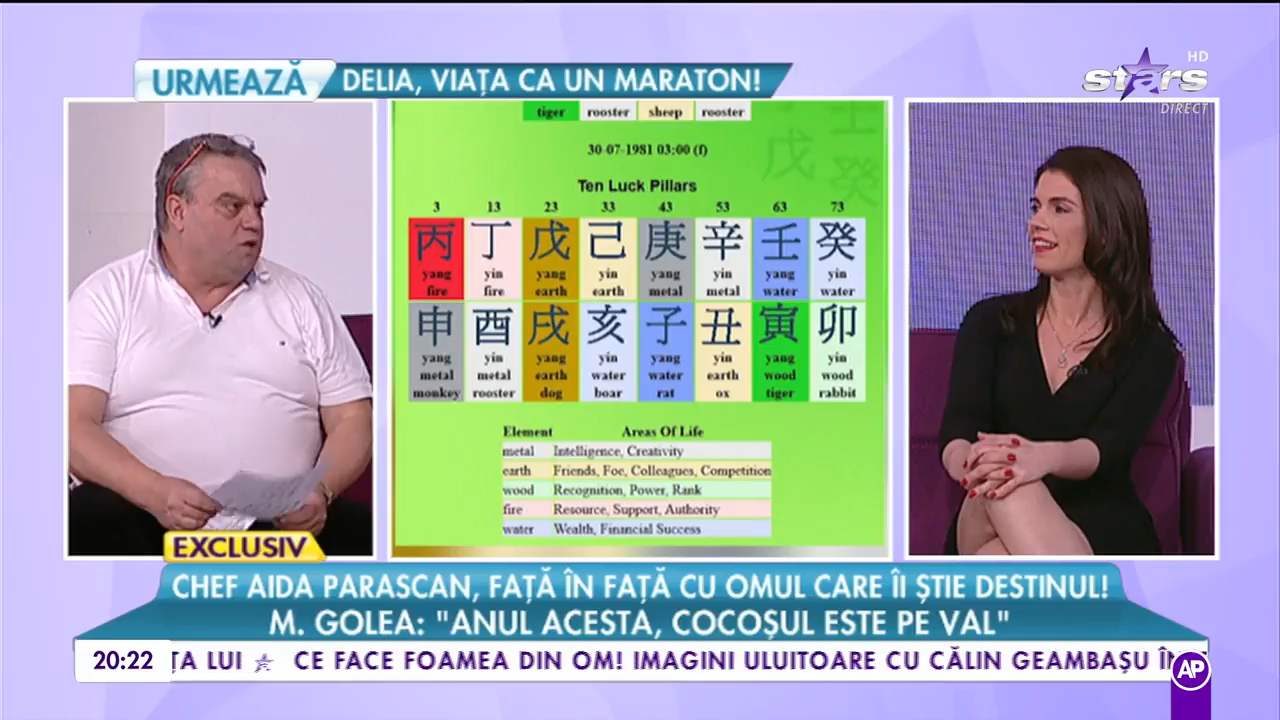 URMEAZĂ DELIA, VIAȚA CA UN MARATON!
HD
stars
DIRECT
tiger rooster sheep rooster
30-07-1981 03:00 (f)
Ten Luck Pillars
3 13 23 33 43 53 63 73
丙 丁 戊 己 庚 辛 壬 癸
yang yin yang yin yang yin yang yin
fire fire earth earth metal metal water water
申 酉 戌 亥 子 丑 寅 卯
yang yin yang yin yang yin yang yin
metal metal earth water water earth wood wood
monkey rooster dog boar rat ox tiger rabbit
戊 壬
癸
Element Areas Of Life
metal Intelligence, Creativity
earth Friends, Foe, Colleagues, Competition
wood Recognition, Power, Rank
fire Resource, Support, Authority
water Wealth, Financial Success
EXCLUSIV
CHEF AIDA PARASCAN, FAȚĂ ÎN FAȚĂ CU OMUL CARE ÎI ȘTIE DESTINUL!
M. GOLEA: "ANUL ACESTA, COCOȘUL ESTE PE VAL"
20:22 ȚA LUI CE FACE FOAMEA DIN OM! IMAGINI ULUITOARE CU CĂLIN GEAMBAȘU ÎN
AP